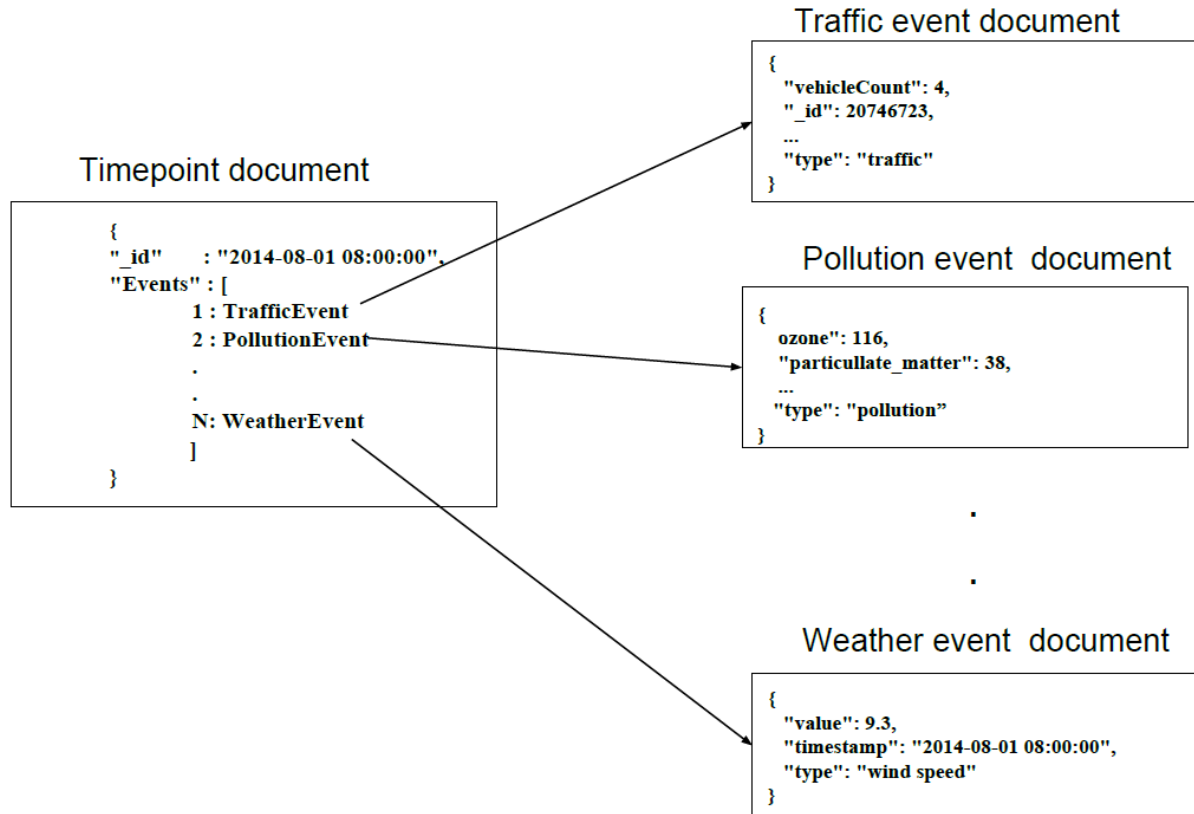 Timepoint document
{
"_id" : "2014-08-01 08:00:00",
"Events" : [
1 : TrafficEvent
2 : PollutionEvent
.
.
N: WeatherEvent
]
}
Traffic event document
{
"vehicleCount": 4,
"_id": 20746723,
...
"type": "traffic"
}
Pollution event document
{
ozone": 116,
"particullate_matter": 38,
...
"type": "pollution”
}
.
.
Weather event document
{
"value": 9.3,
"timestamp": "2014-08-01 08:00:00",
"type": "wind speed"
}